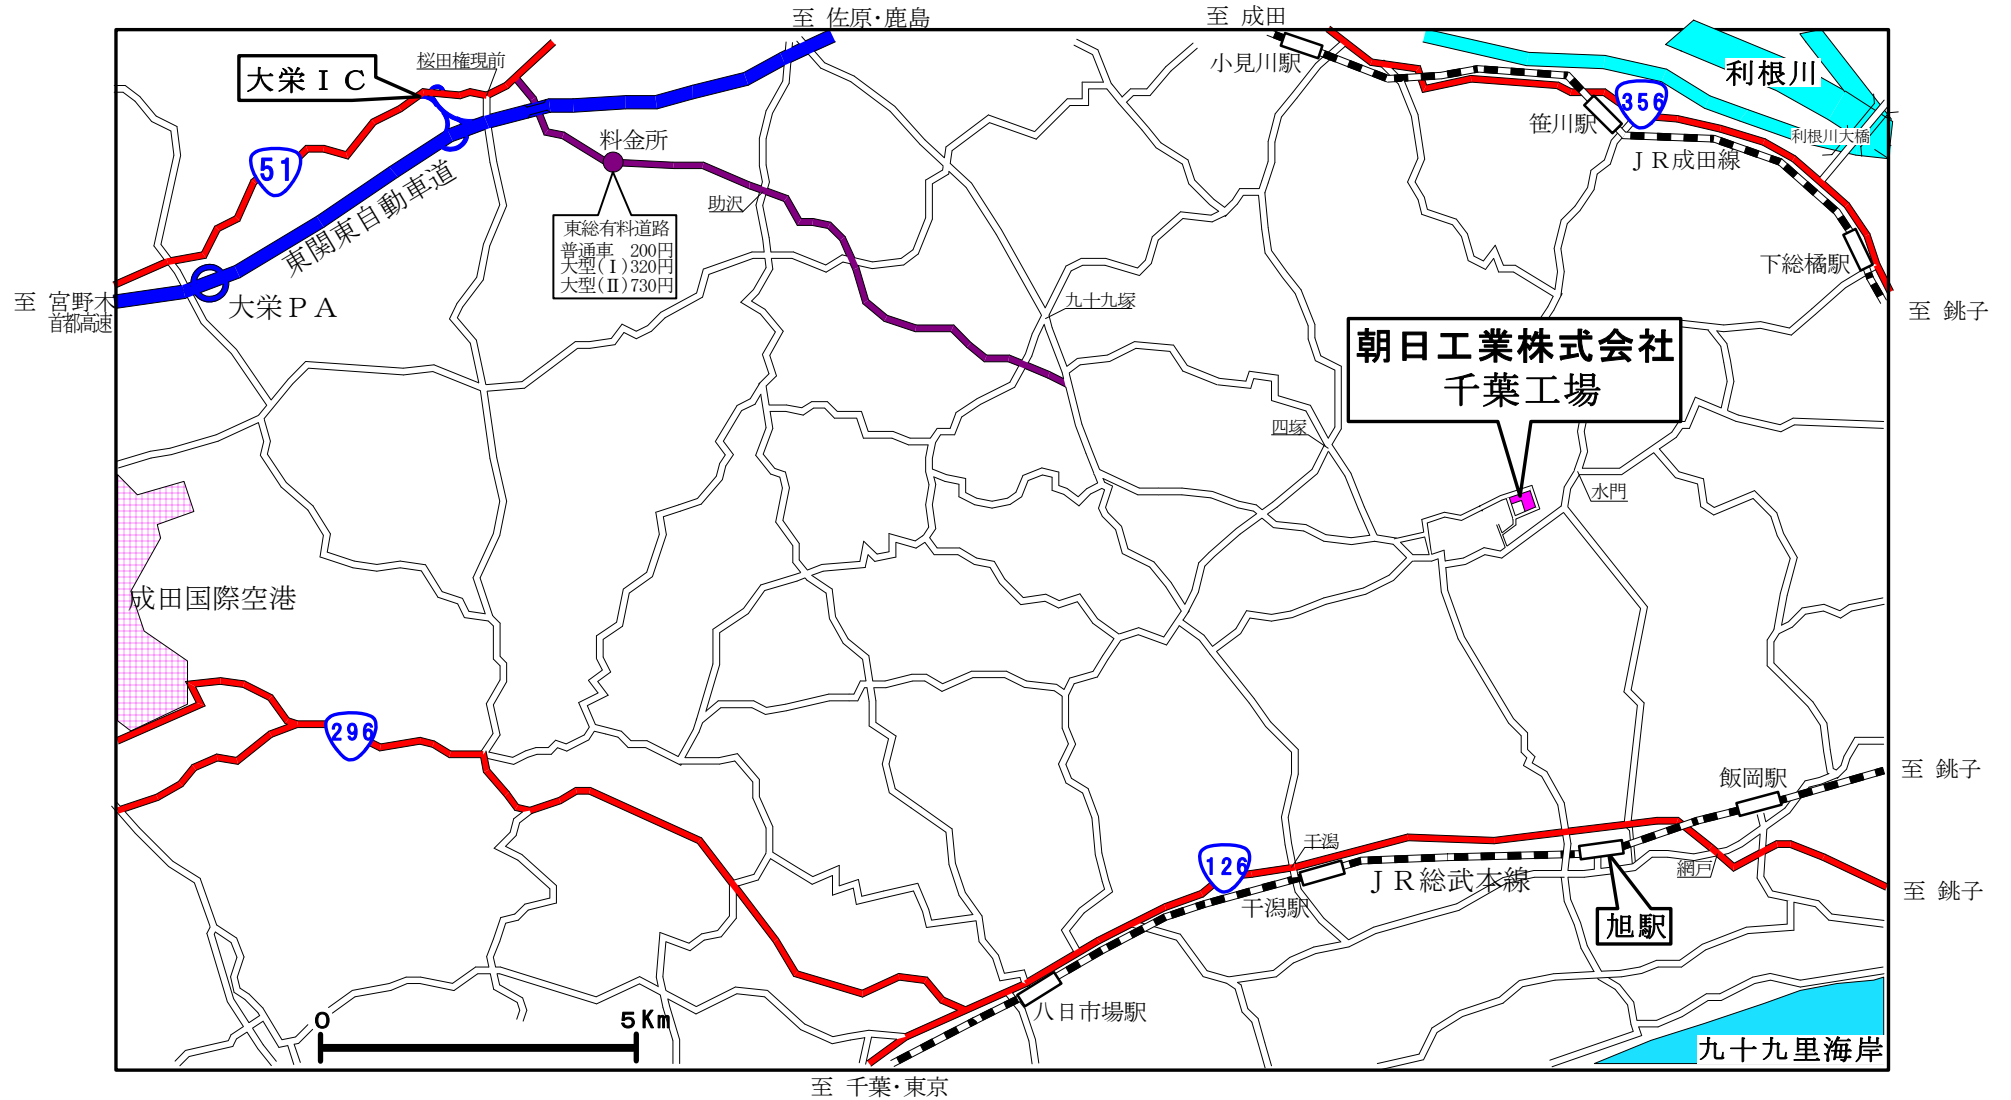 至 佐原・鹿島
至 成田
桜田権現前
大栄ＩＣ
小見川駅
利根川
356
笹川駅
利根川大橋
ＪＲ成田線
51
料金所
東関東自動車道
助沢
東総有料道路
普通車 200円
大型(Ⅰ)320円
大型(Ⅱ)730円
下総橘駅
至 宮野木
首都高速
大栄ＰＡ
九十九塚
至 銚子
朝日工業株式会社
千葉工場
四塚
水門
成田国際空港
296
飯岡駅
至 銚子
干潟
126
ＪＲ総武本線
網戸
至 銚子
干潟駅
旭駅
八日市場駅
0
5Km
九十九里海岸
至 千葉・東京